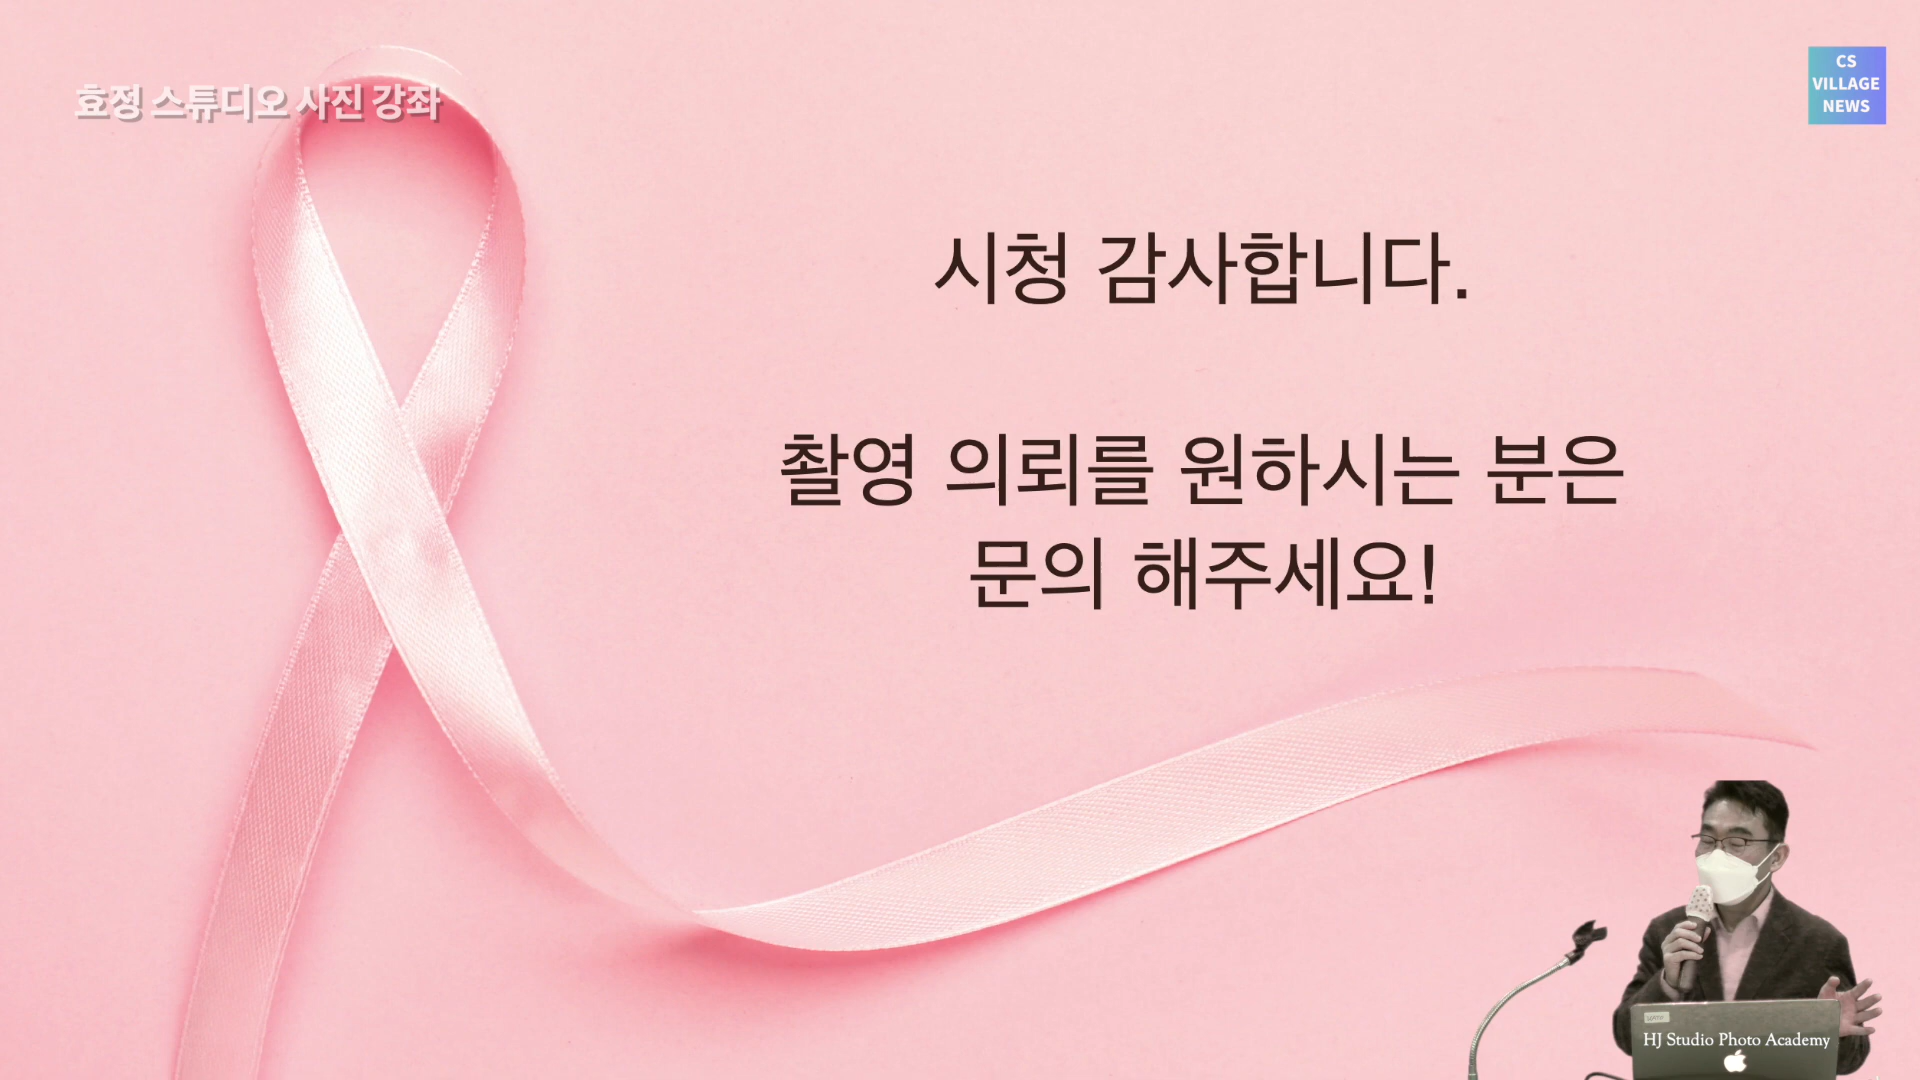 효정 스튜디오 사진 강좌
CS
VILLAGE
NEWS
시청 감사합니다.
촬영 의뢰를 원하시는 분은
문의 해주세요!
HJ Studio Photo Academy